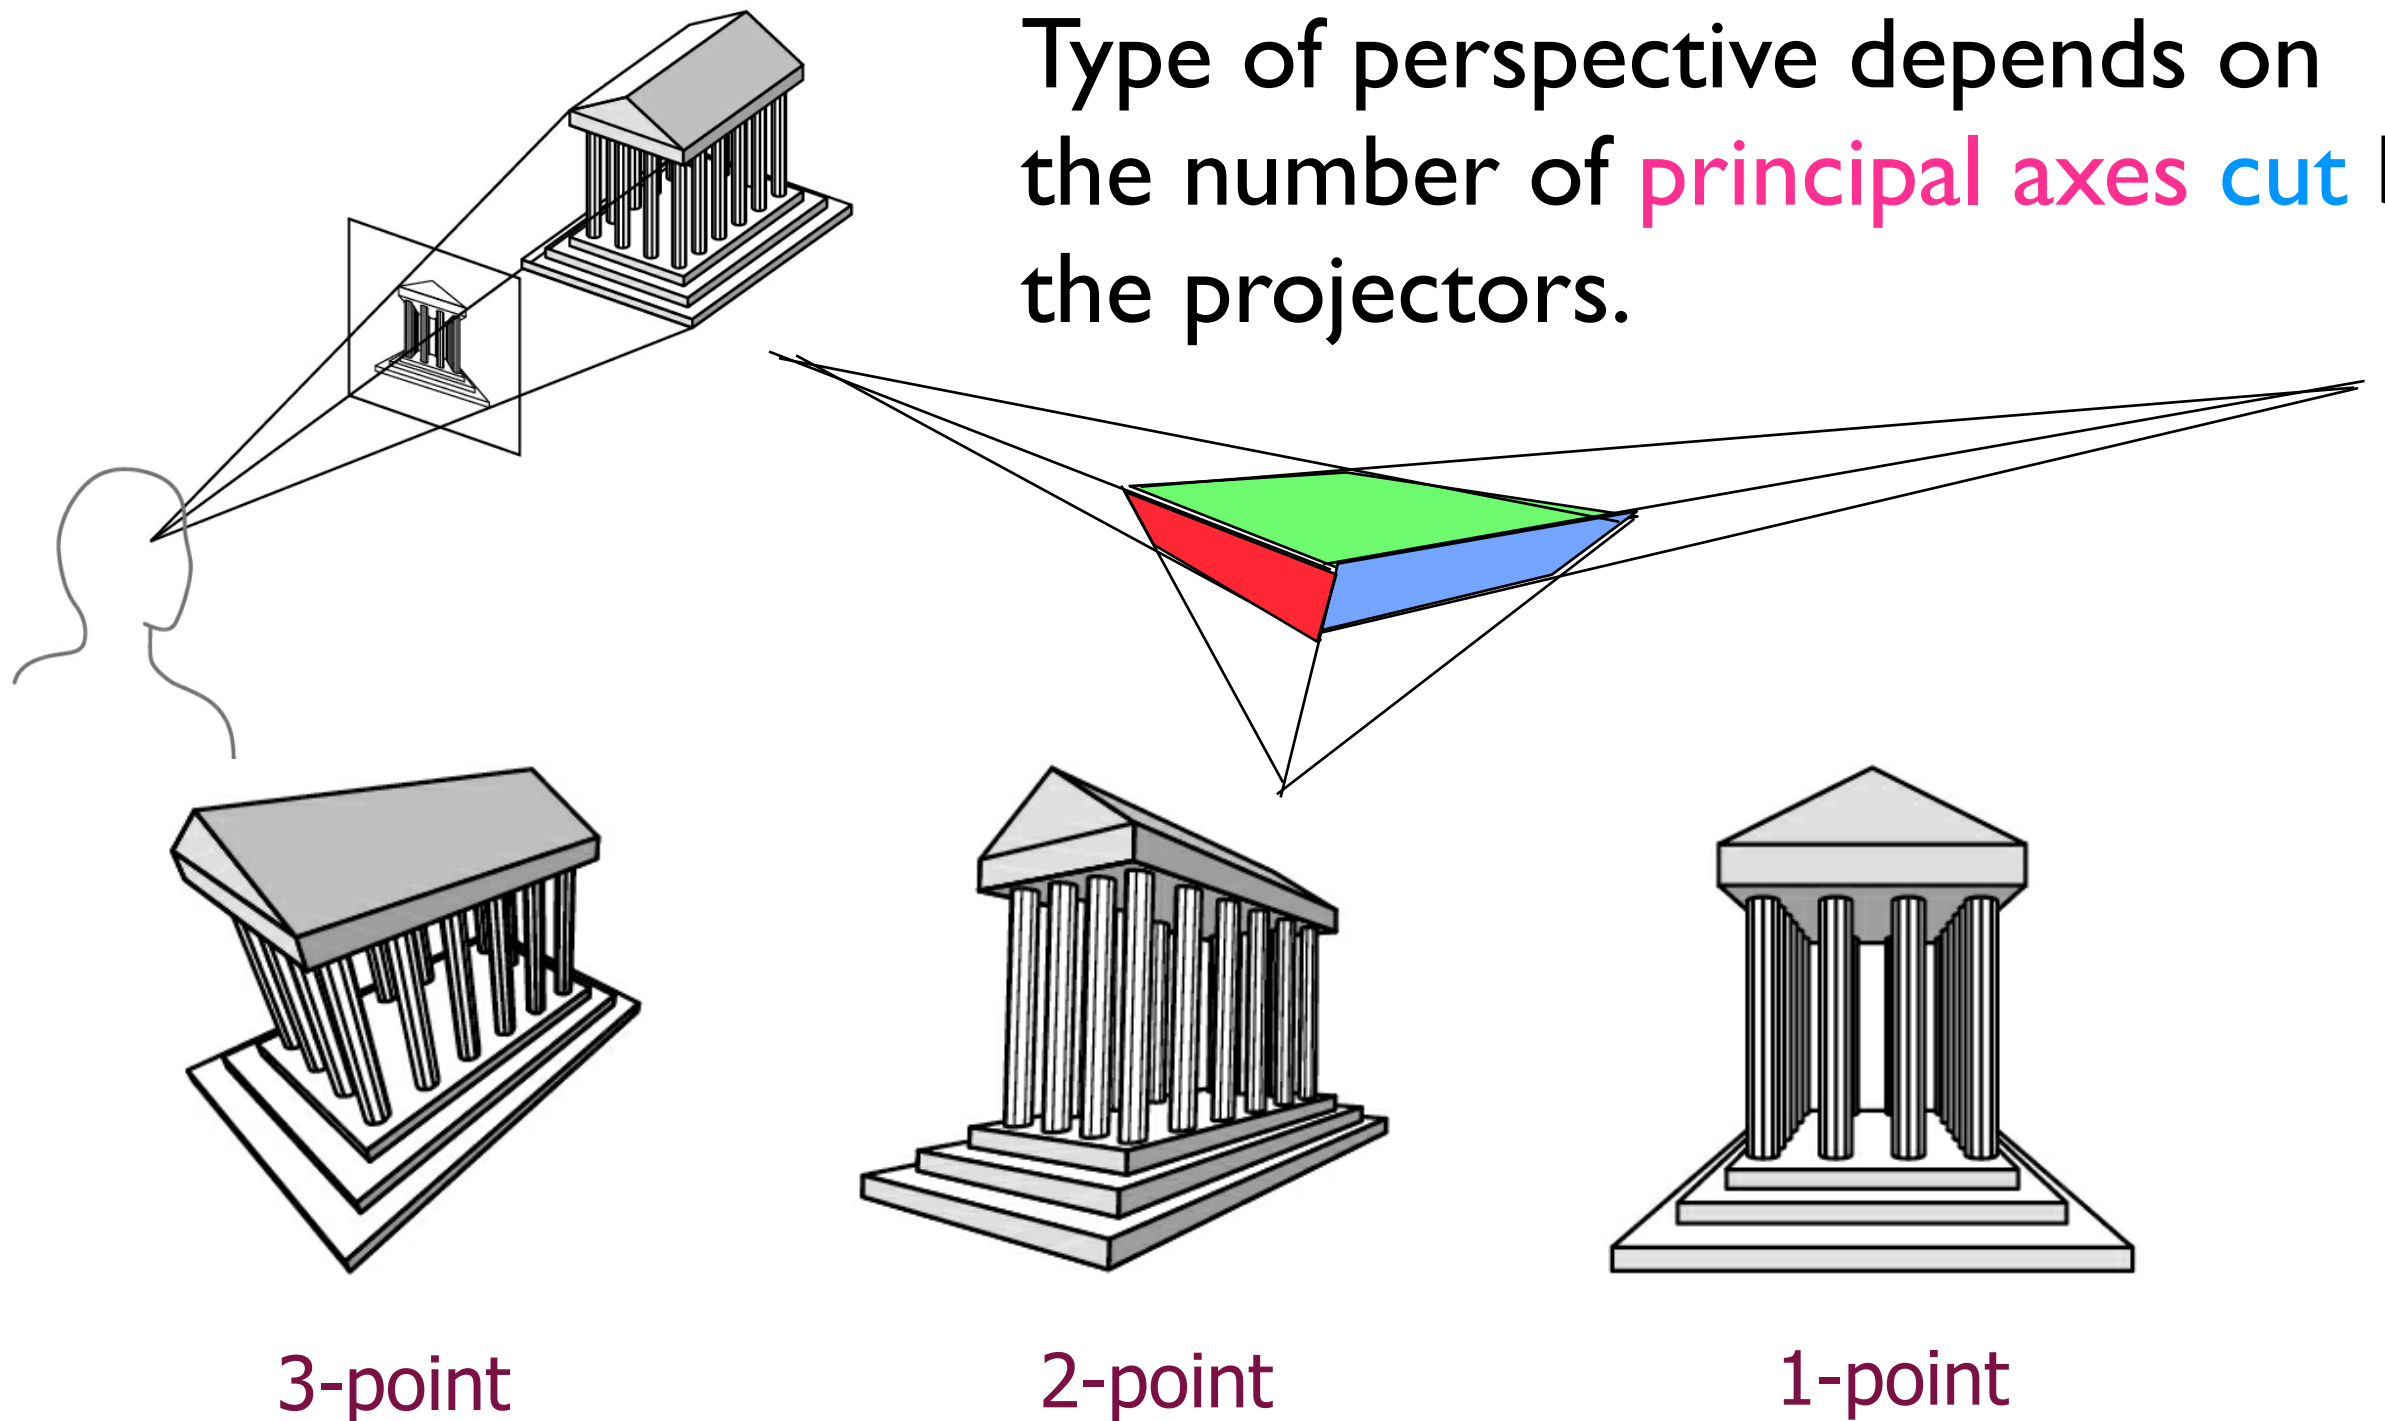 Type of perspective depends on
the number of principal axes cut
the projectors.
3-point
2-point
1-point